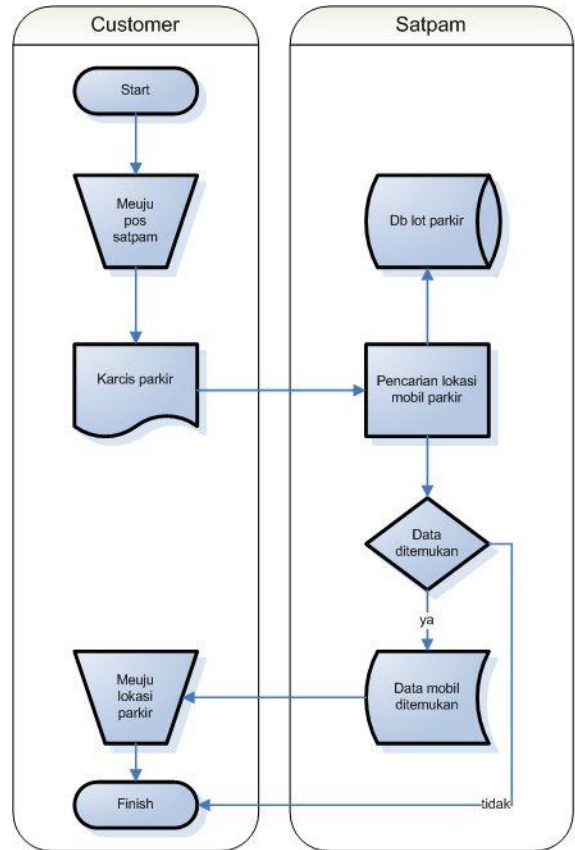 Customer
Satpam
Start
Meuju
pos
satpam
Db lot parkir
Karcis parkir
Pencarian lokasi
mobil parkir
Data
ditemukan
ya
Meuju
lokasi
parkir
Data mobil
ditemukan
Finish
tidak